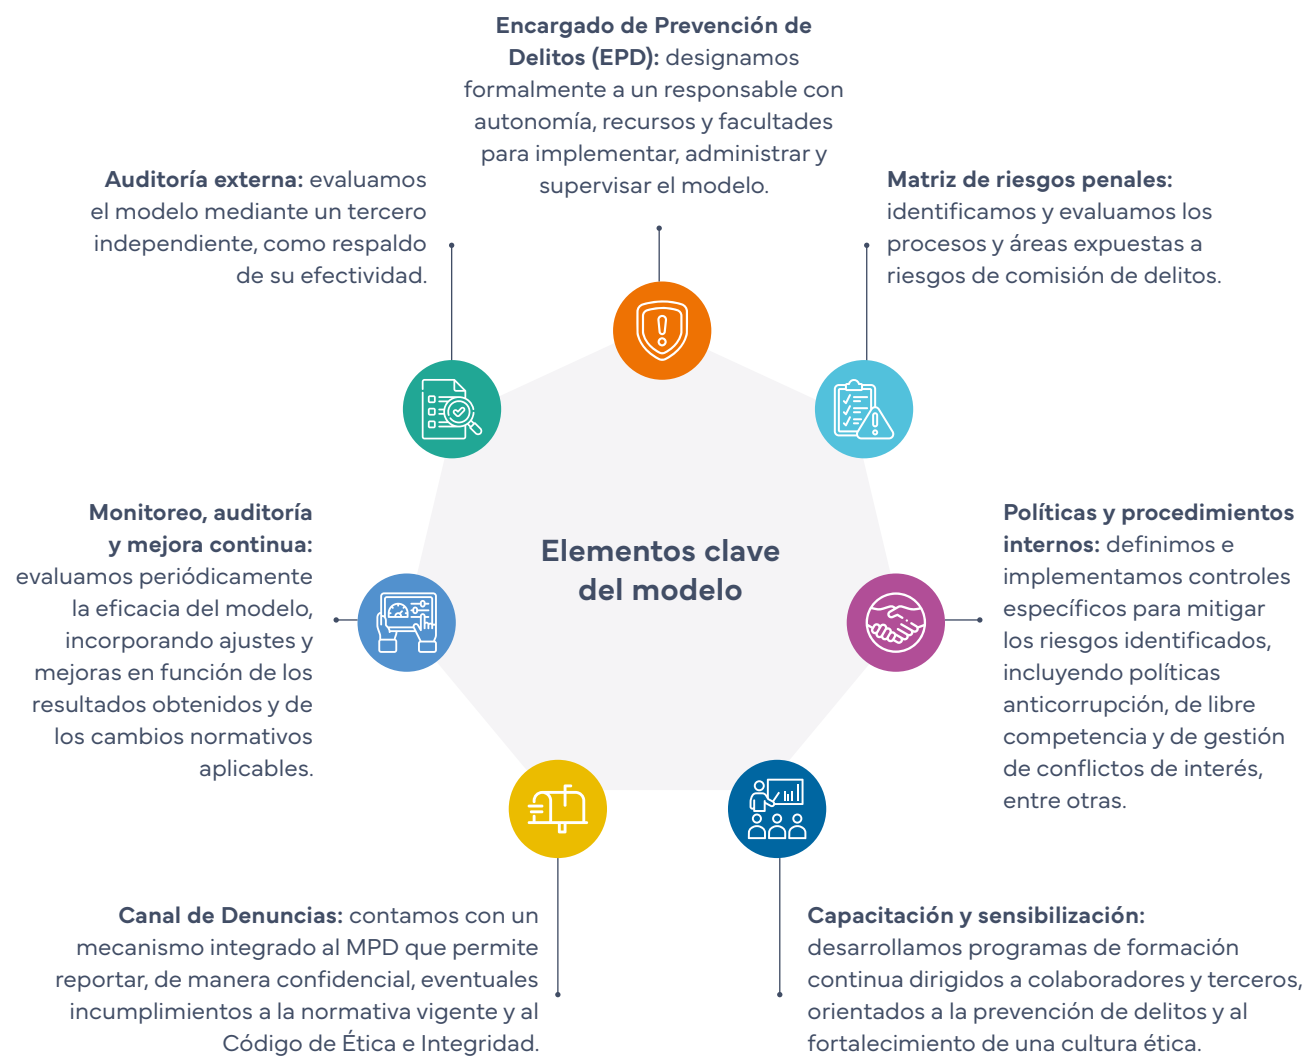 Encargado de Prevención de
Delitos (EPD): designamos
formalmente a un responsable con
autonomía, recursos y facultades
para implementar, administrar y
supervisar el modelo.
Matriz de riesgos penales:
identificamos y evaluamos los
procesos y áreas expuestas a
riesgos de comisión de delitos.
Políticas y procedimientos
internos: definimos e
implementamos controles
específicos para mitigar
los riesgos identificados,
incluyendo políticas
anticorrupción, de libre
competencia y de gestión
de conflictos de interés,
entre otras.
Capacitación y sensibilización:
desarrollamos programas de formación
continua dirigidos a colaboradores y terceros,
orientados a la prevención de delitos y al
fortalecimiento de una cultura ética.
Canal de Denuncias: contamos con un
mecanismo integrado al MPD que permite
reportar, de manera confidencial, eventuales
incumplimientos a la normativa vigente y al
Código de Ética e Integridad.
Monitoreo, auditoría
y mejora continua:
evaluamos periódicamente
la eficacia del modelo,
incorporando ajustes y
mejoras en función de los
resultados obtenidos y de
los cambios normativos
aplicables.
Auditoría externa: evaluamos
el modelo mediante un tercero
independiente, como respaldo
de su efectividad.
Elementos clave
del modelo